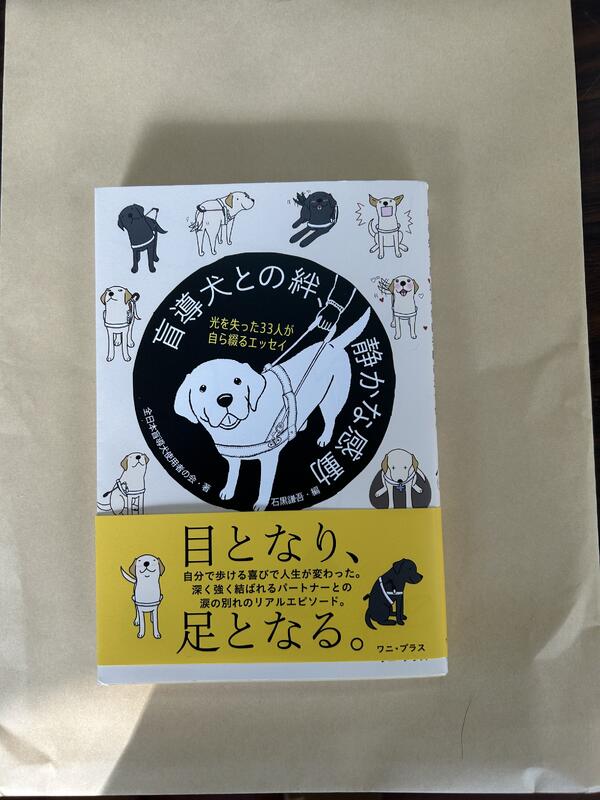 盲導犬との絆、静かな感動
光を失った33人が
自ら綴るエッセイ
全日本盲導犬使用者の会・著
石黒謙吾・編
目となり、
自分で歩ける喜びで人生が変わった。
深く強く結ばれるパートナーとの
涙の別れのリアルエピソード。
足となる。
ワニ・プラス